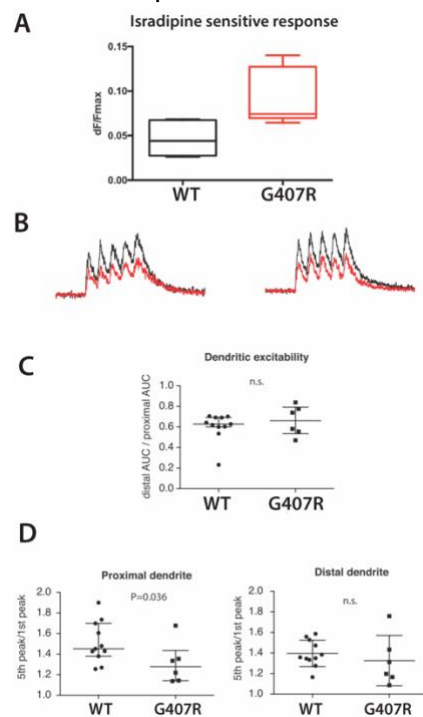 A
Isradipine sensitive response
dF/Fmax
0.15
0.10
0.05
0.00
WT G407R
B
C
Dendritic excitability
n.s.
distal AUC / proximal AUC
1.0
0.8
0.6
0.4
0.2
0.0
WT G407R
D
Proximal dendrite
P=0.036
5th peak/1st peak
2.0
1.8
1.6
1.4
1.2
1.0
WT G407R
Distal dendrite
n.s.
5th peak/1st peak
2.0
1.8
1.6
1.4
1.2
1.0
WT G407R